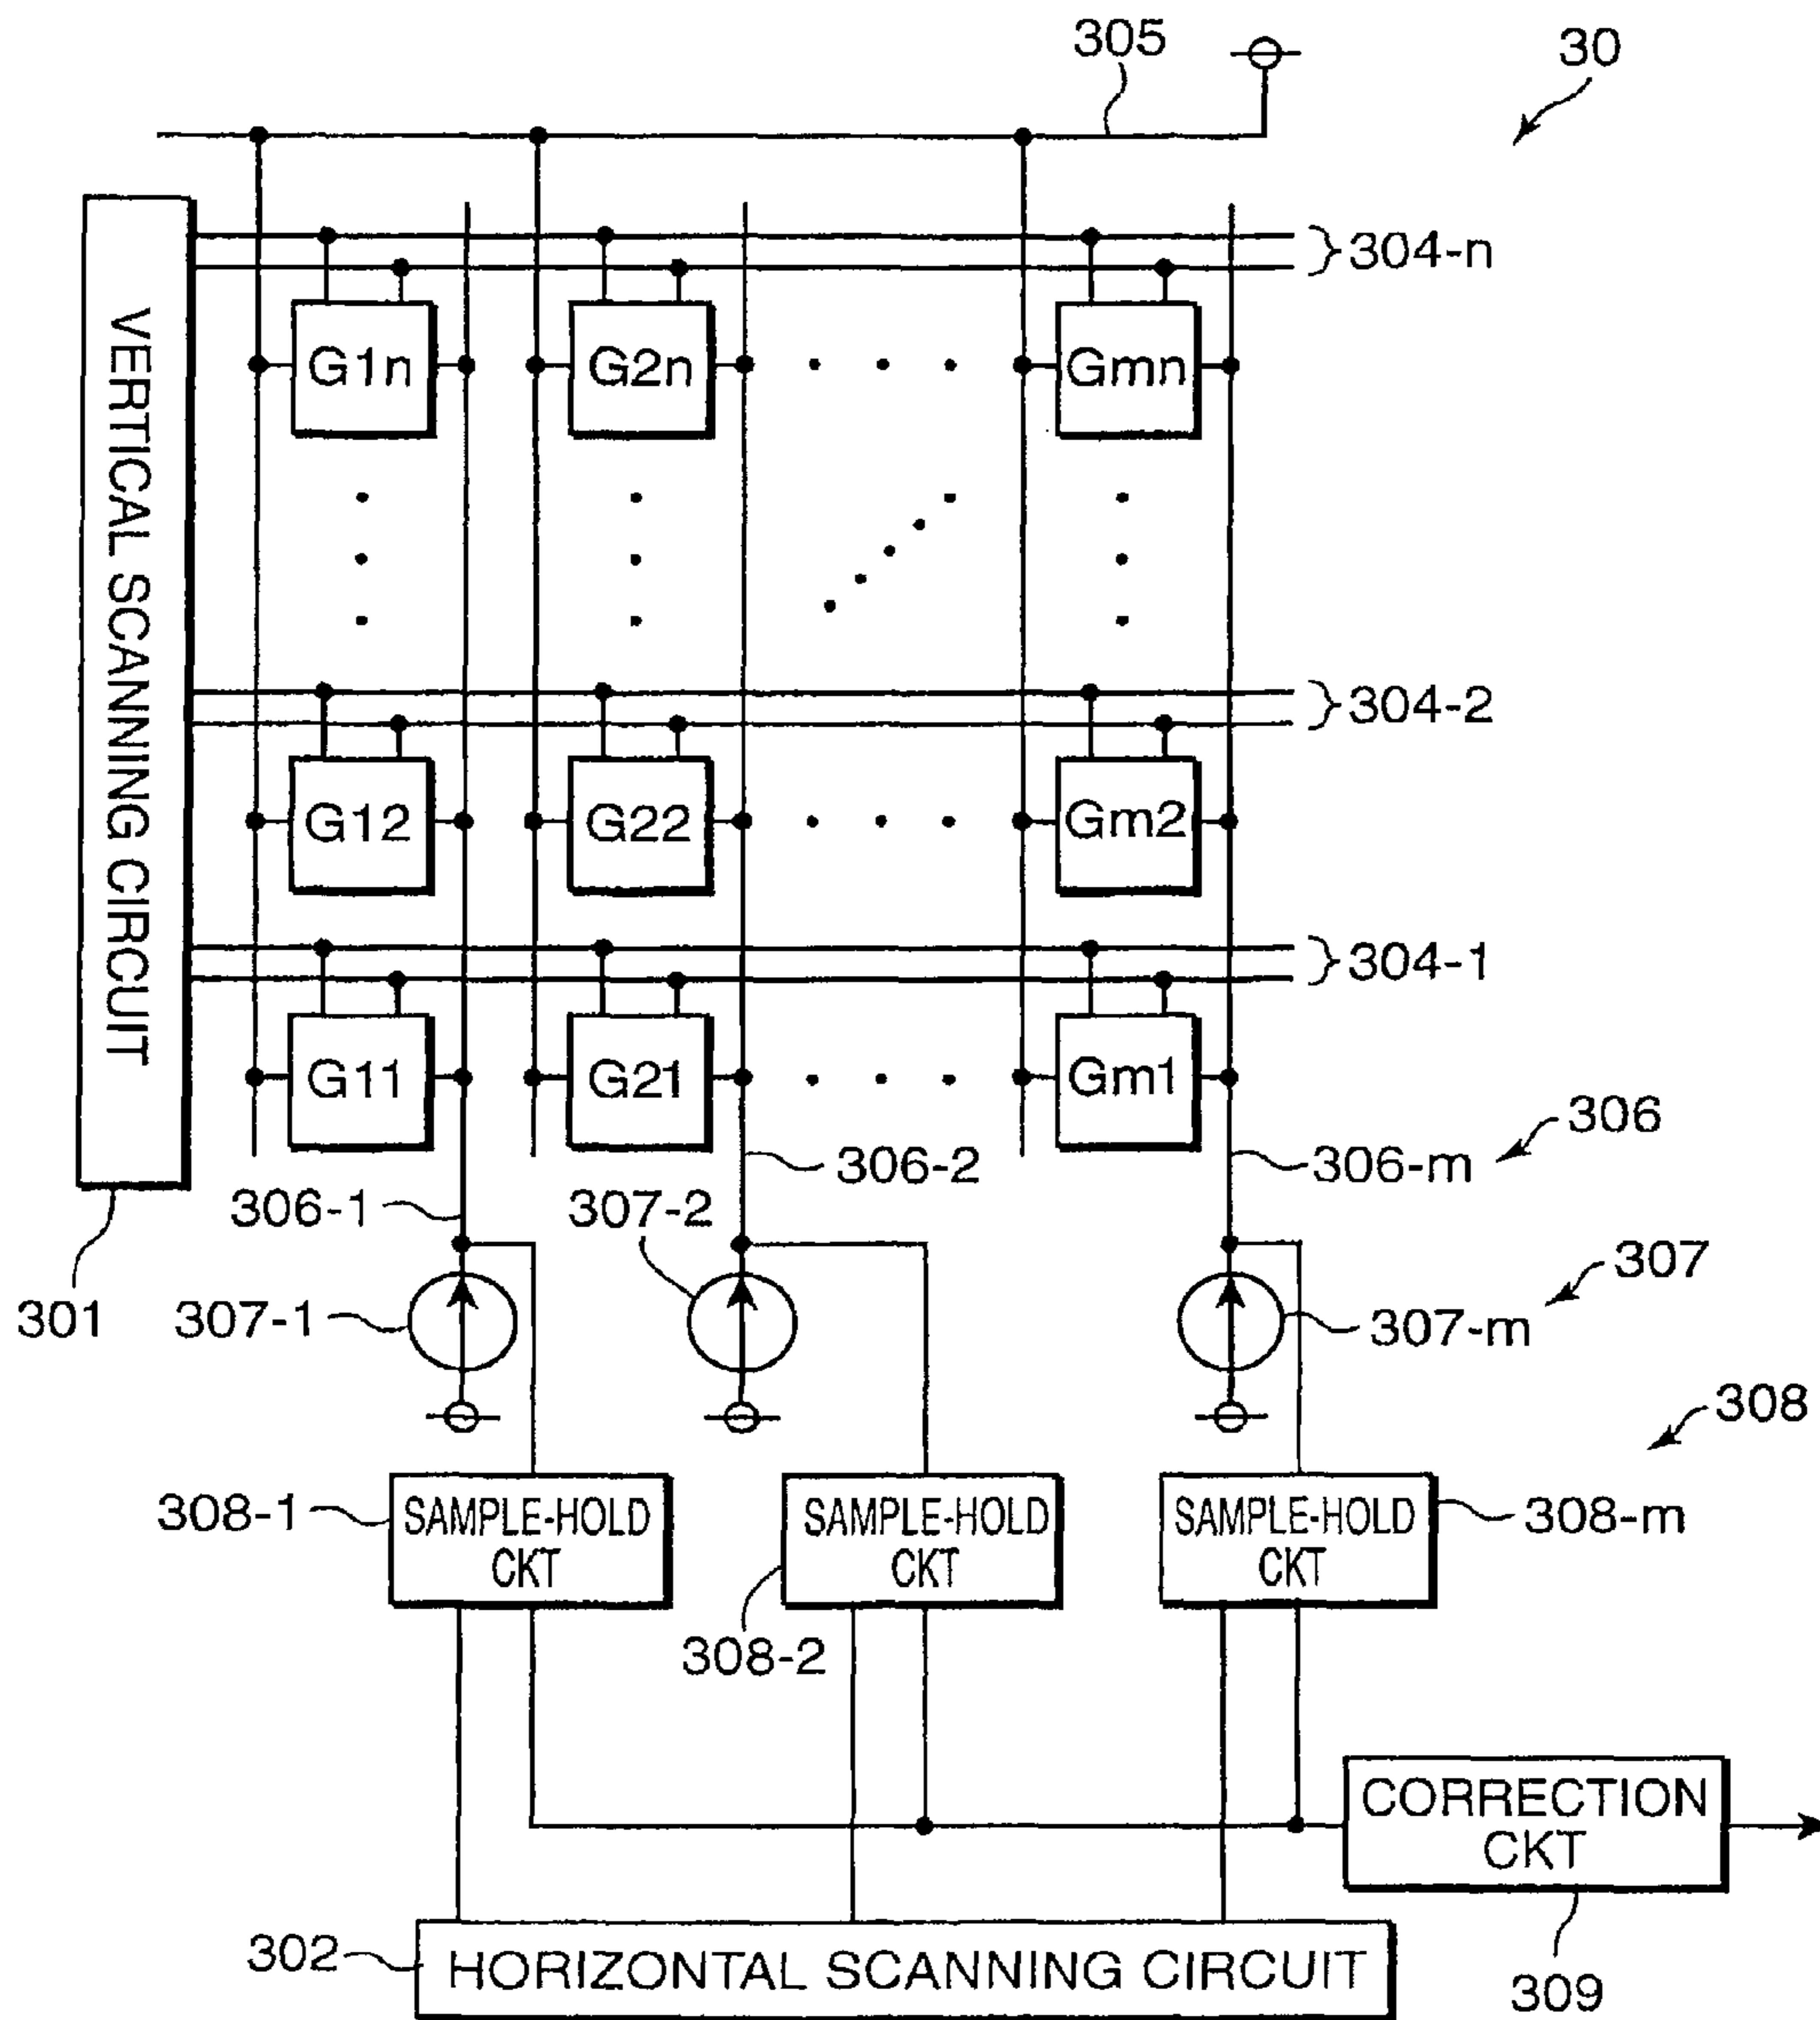 305
30
304-n
VERTICAL SCANNING CIRCUIT
G1n G2n Gmn
304-2
G12 G22 Gm2
304-1
G11 G21 Gm1
306
306-2 306-m
306-1 307-2
307
301 307-1 307-m
308
308-1 SAMPLE-HOLD CKT SAMPLE-HOLD CKT SAMPLE-HOLD CKT 308-m
308-2
CORRECTION
CKT
302 HORIZONTAL SCANNING CIRCUIT
309